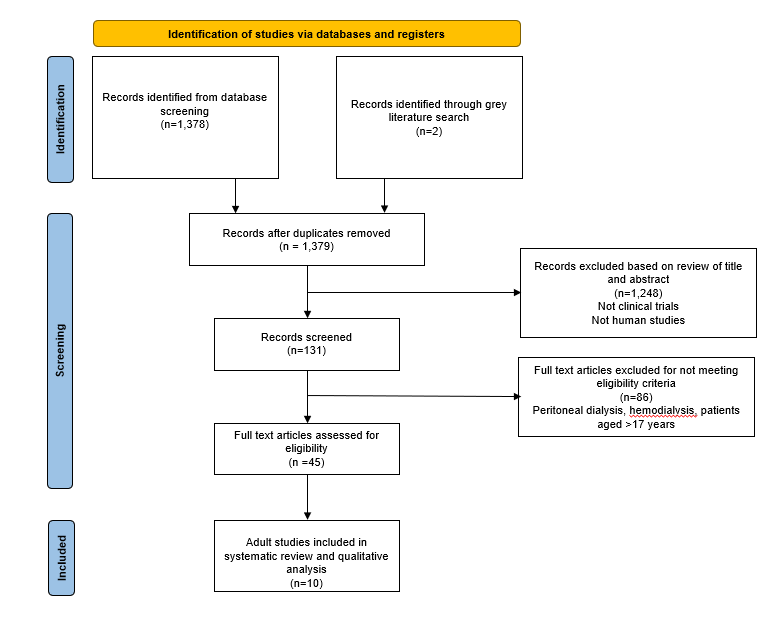 Identification of studies via databases and registers
Identification
Records identified from database
screening
(n=1,378)
Records identified through grey
literature search
(n=2)
Screening
Records after duplicates removed
(n = 1,379)
Records excluded based on review of title
and abstract
(n=1,248)
Not clinical trials
Not human studies
Records screened
(n=131)
Full text articles excluded for not meeting
eligibility criteria
(n=86)
Peritoneal dialysis, hemodialysis, patients
aged >17 years
Full text articles assessed for
eligibility
(n =45)
Included
Adult studies included in
systematic review and qualitative
analysis
(n=10)